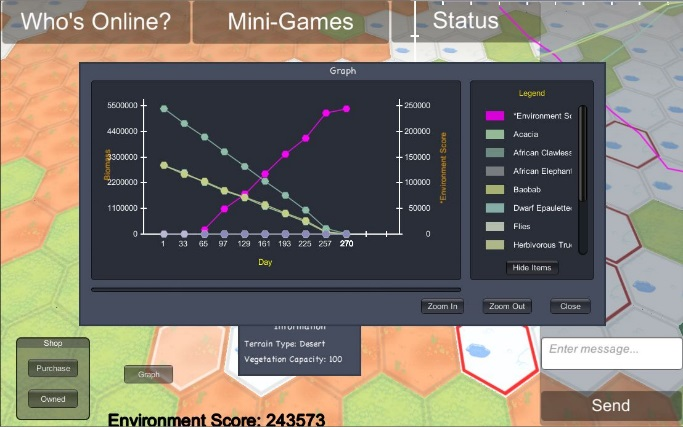 Who's Online?
Mini-Games
Status
Graph
5600000
4400000
3300000
2200000
1100000
0
Biomass
250000
200000
150000
100000
50000
0
*Environment Score
1 33 65 97 129 161 193 225 257 270
Day
Legend
*Environment Sc
Acacia
African Clawless
African Elephant
Baobab
Dwarf Epaulette
Flies
Herbivorous Tru
Hide Items
Zoom In
Zoom Out
Close
Information
Terrain Type: Desert
Vegetation Capacity: 100
Shop
Purchase
Owned
Graph
Enter message...
Send
Environment Score: 243573